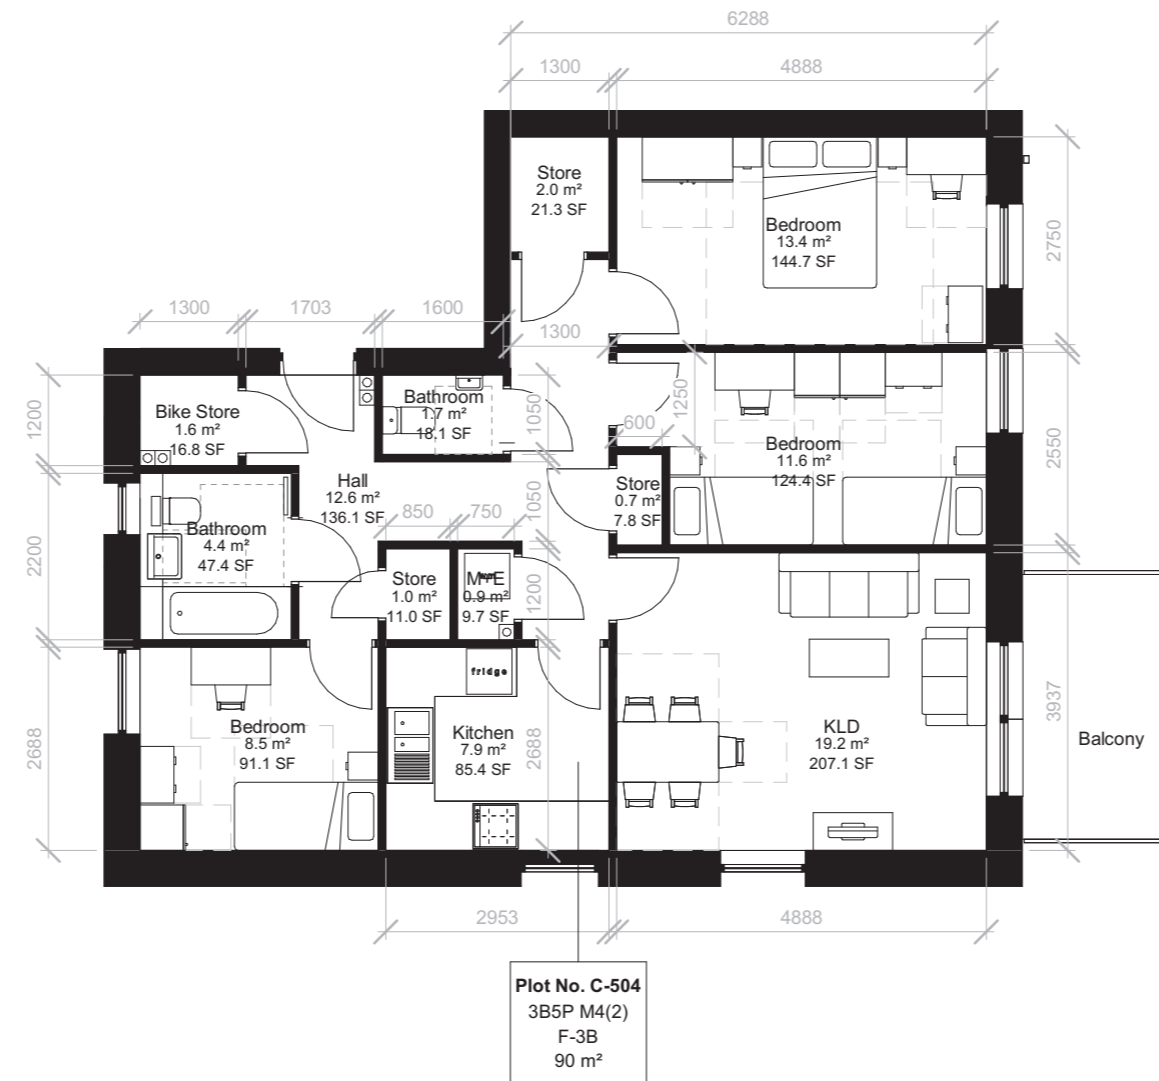 6288
1300
4888
Store
2.0 m²
21.3 SF
Bedroom
13.4 m²
144.7 SF
2750
1300
1703
1600
1300
Bike Store
1.6 m²
16.8 SF
1200
Bathroom
1.7 m²
18.1 SF
1050
600
1250
Bedroom
11.6 m²
124.4 SF
2550
Hall
12.6 m²
136.1 SF
Store
0.7 m²
7.8 SF
850
750
1050
Bathroom
4.4 m²
47.4 SF
2200
Store
1.0 m²
11.0 SF
M+E
0.9 m²
9.7 SF
1200
fridge
Bedroom
8.5 m²
91.1 SF
2688
Kitchen
7.9 m²
85.4 SF
2688
KLD
19.2 m²
207.1 SF
3937
Balcony
2953
4888
Plot No. C-504
3B5P M4(2)
F-3B
90 m²